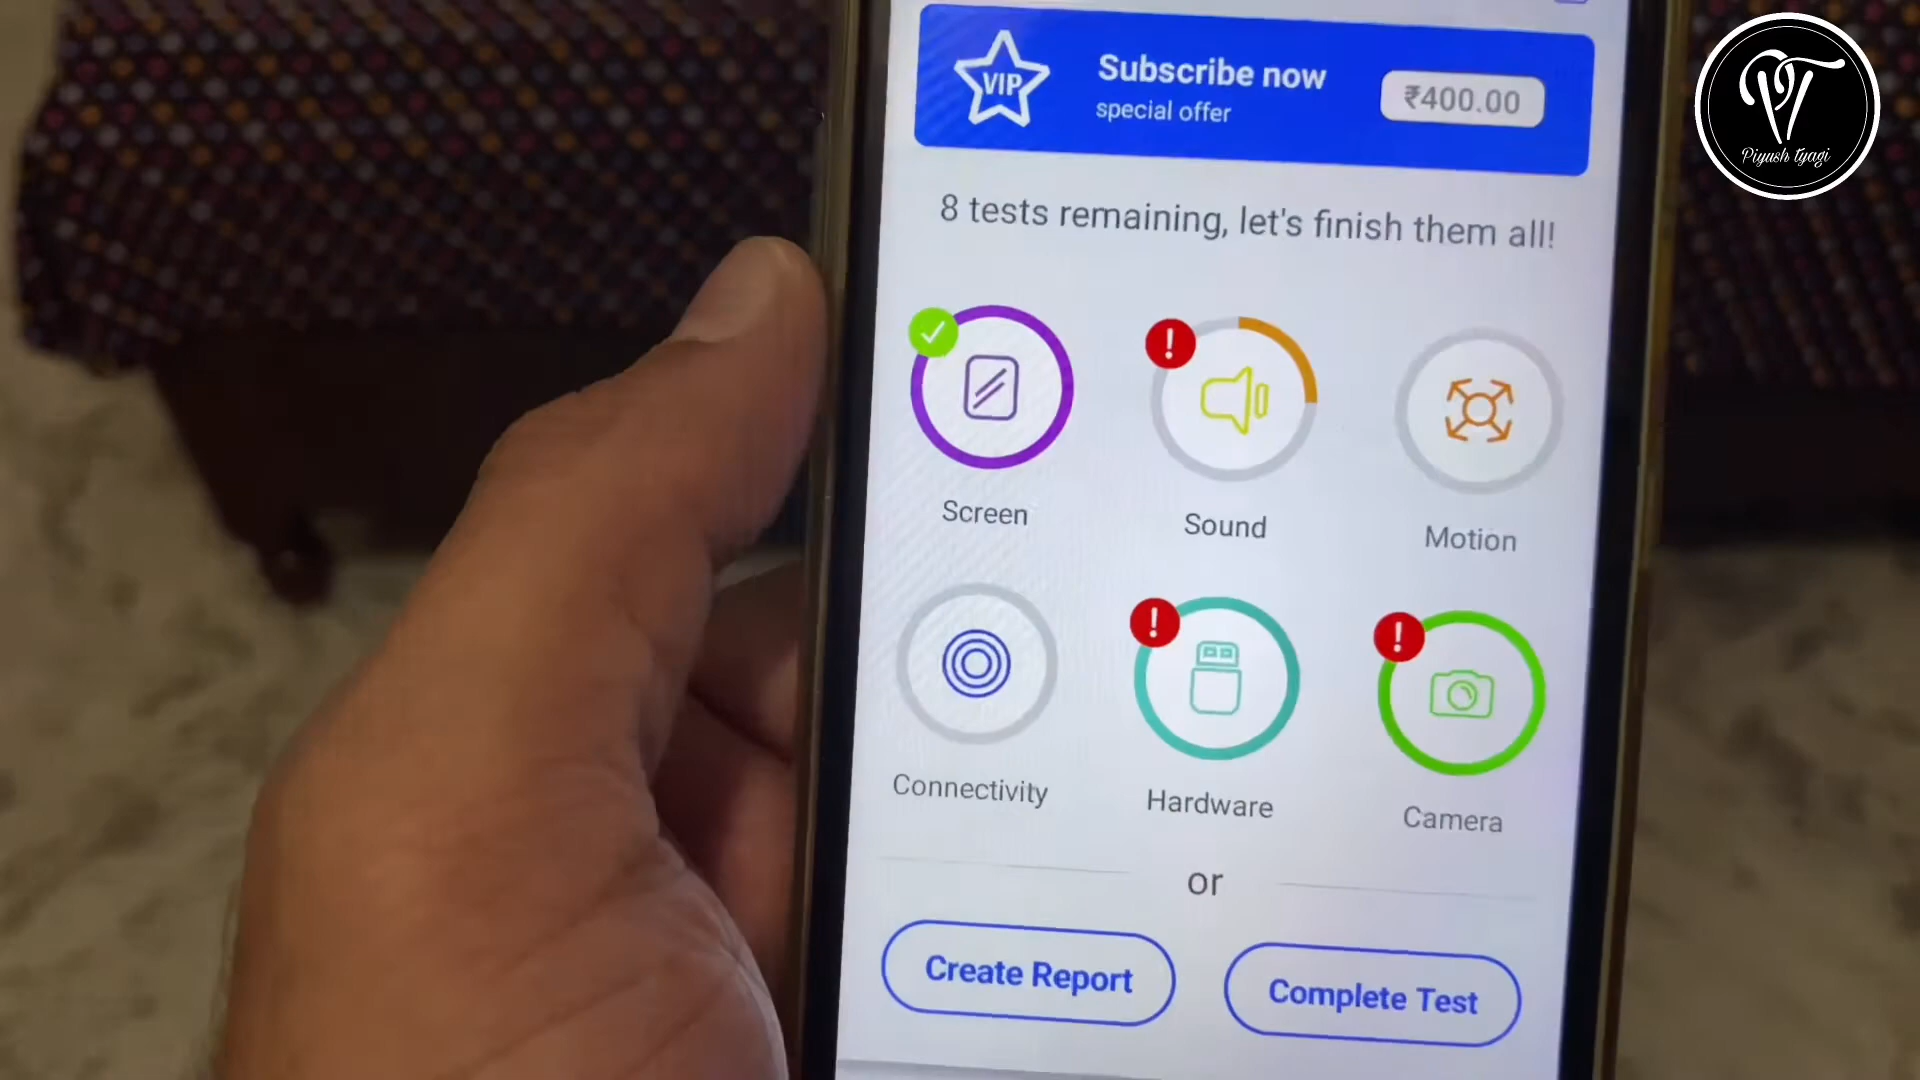 VIP
Subscribe now
special offer
₹400.00
Piyush tyagi
8 tests remaining, let's finish them all!
Screen
Sound
Motion
Connectivity
Hardware
Camera
or
Create Report
Complete Test